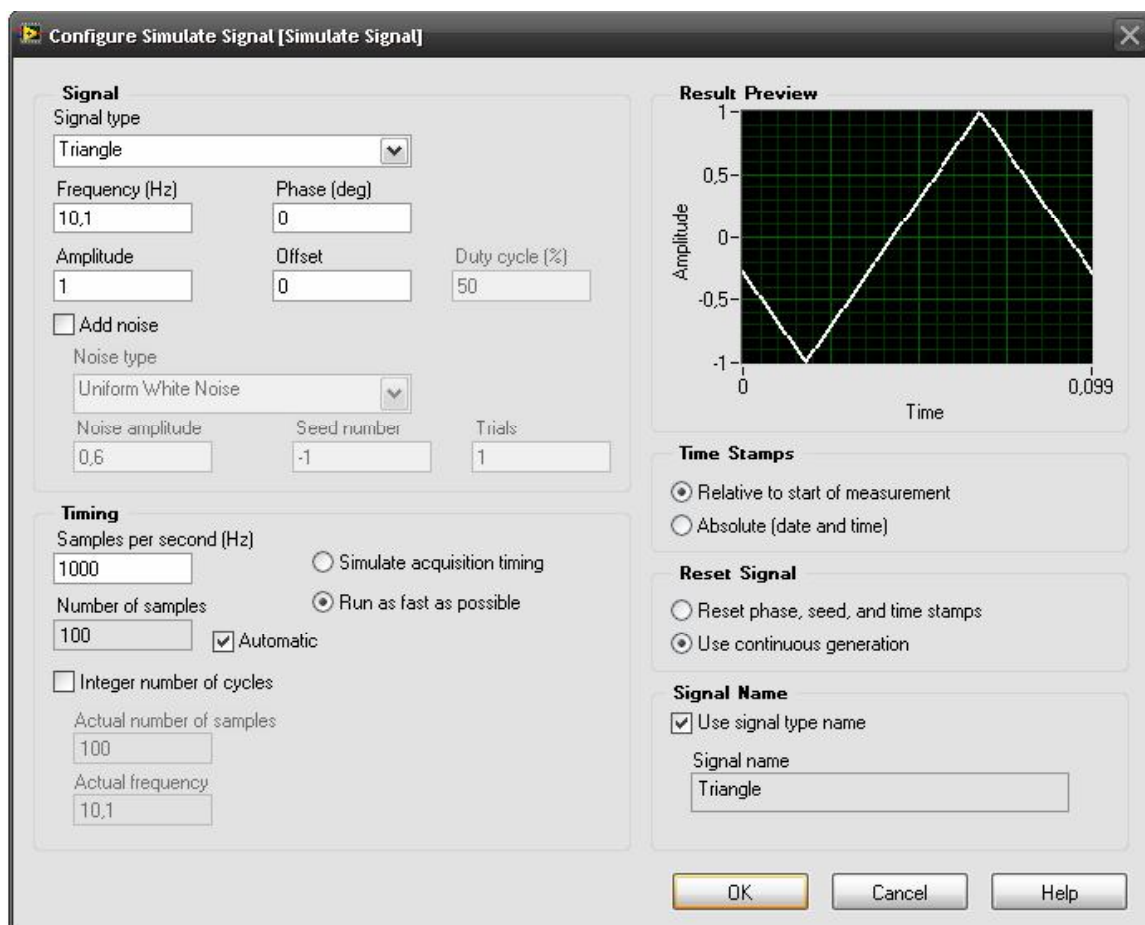 Configure Simulate Signal [Simulate Signal]
Signal
Signal type
Triangle
Frequency (Hz) Phase (deg)
10,1 0
Amplitude Offset Duty cycle (%)
1 0 50
Add noise
Noise type
Uniform White Noise
Noise amplitude Seed number Trials
0,6 -1 1
Timing
Samples per second (Hz)
1000
Simulate acquisition timing
Number of samples
Run as fast as possible
100
Automatic
Integer number of cycles
Actual number of samples
100
Actual frequency
10,1
Result Preview
1
0,5
0
-0,5
-1
Amplitude
0 0,099
Time
Time Stamps
Relative to start of measurement
Absolute (date and time)
Reset Signal
Reset phase, seed, and time stamps
Use continuous generation
Signal Name
Use signal type name
Signal name
Triangle
OK Cancel Help